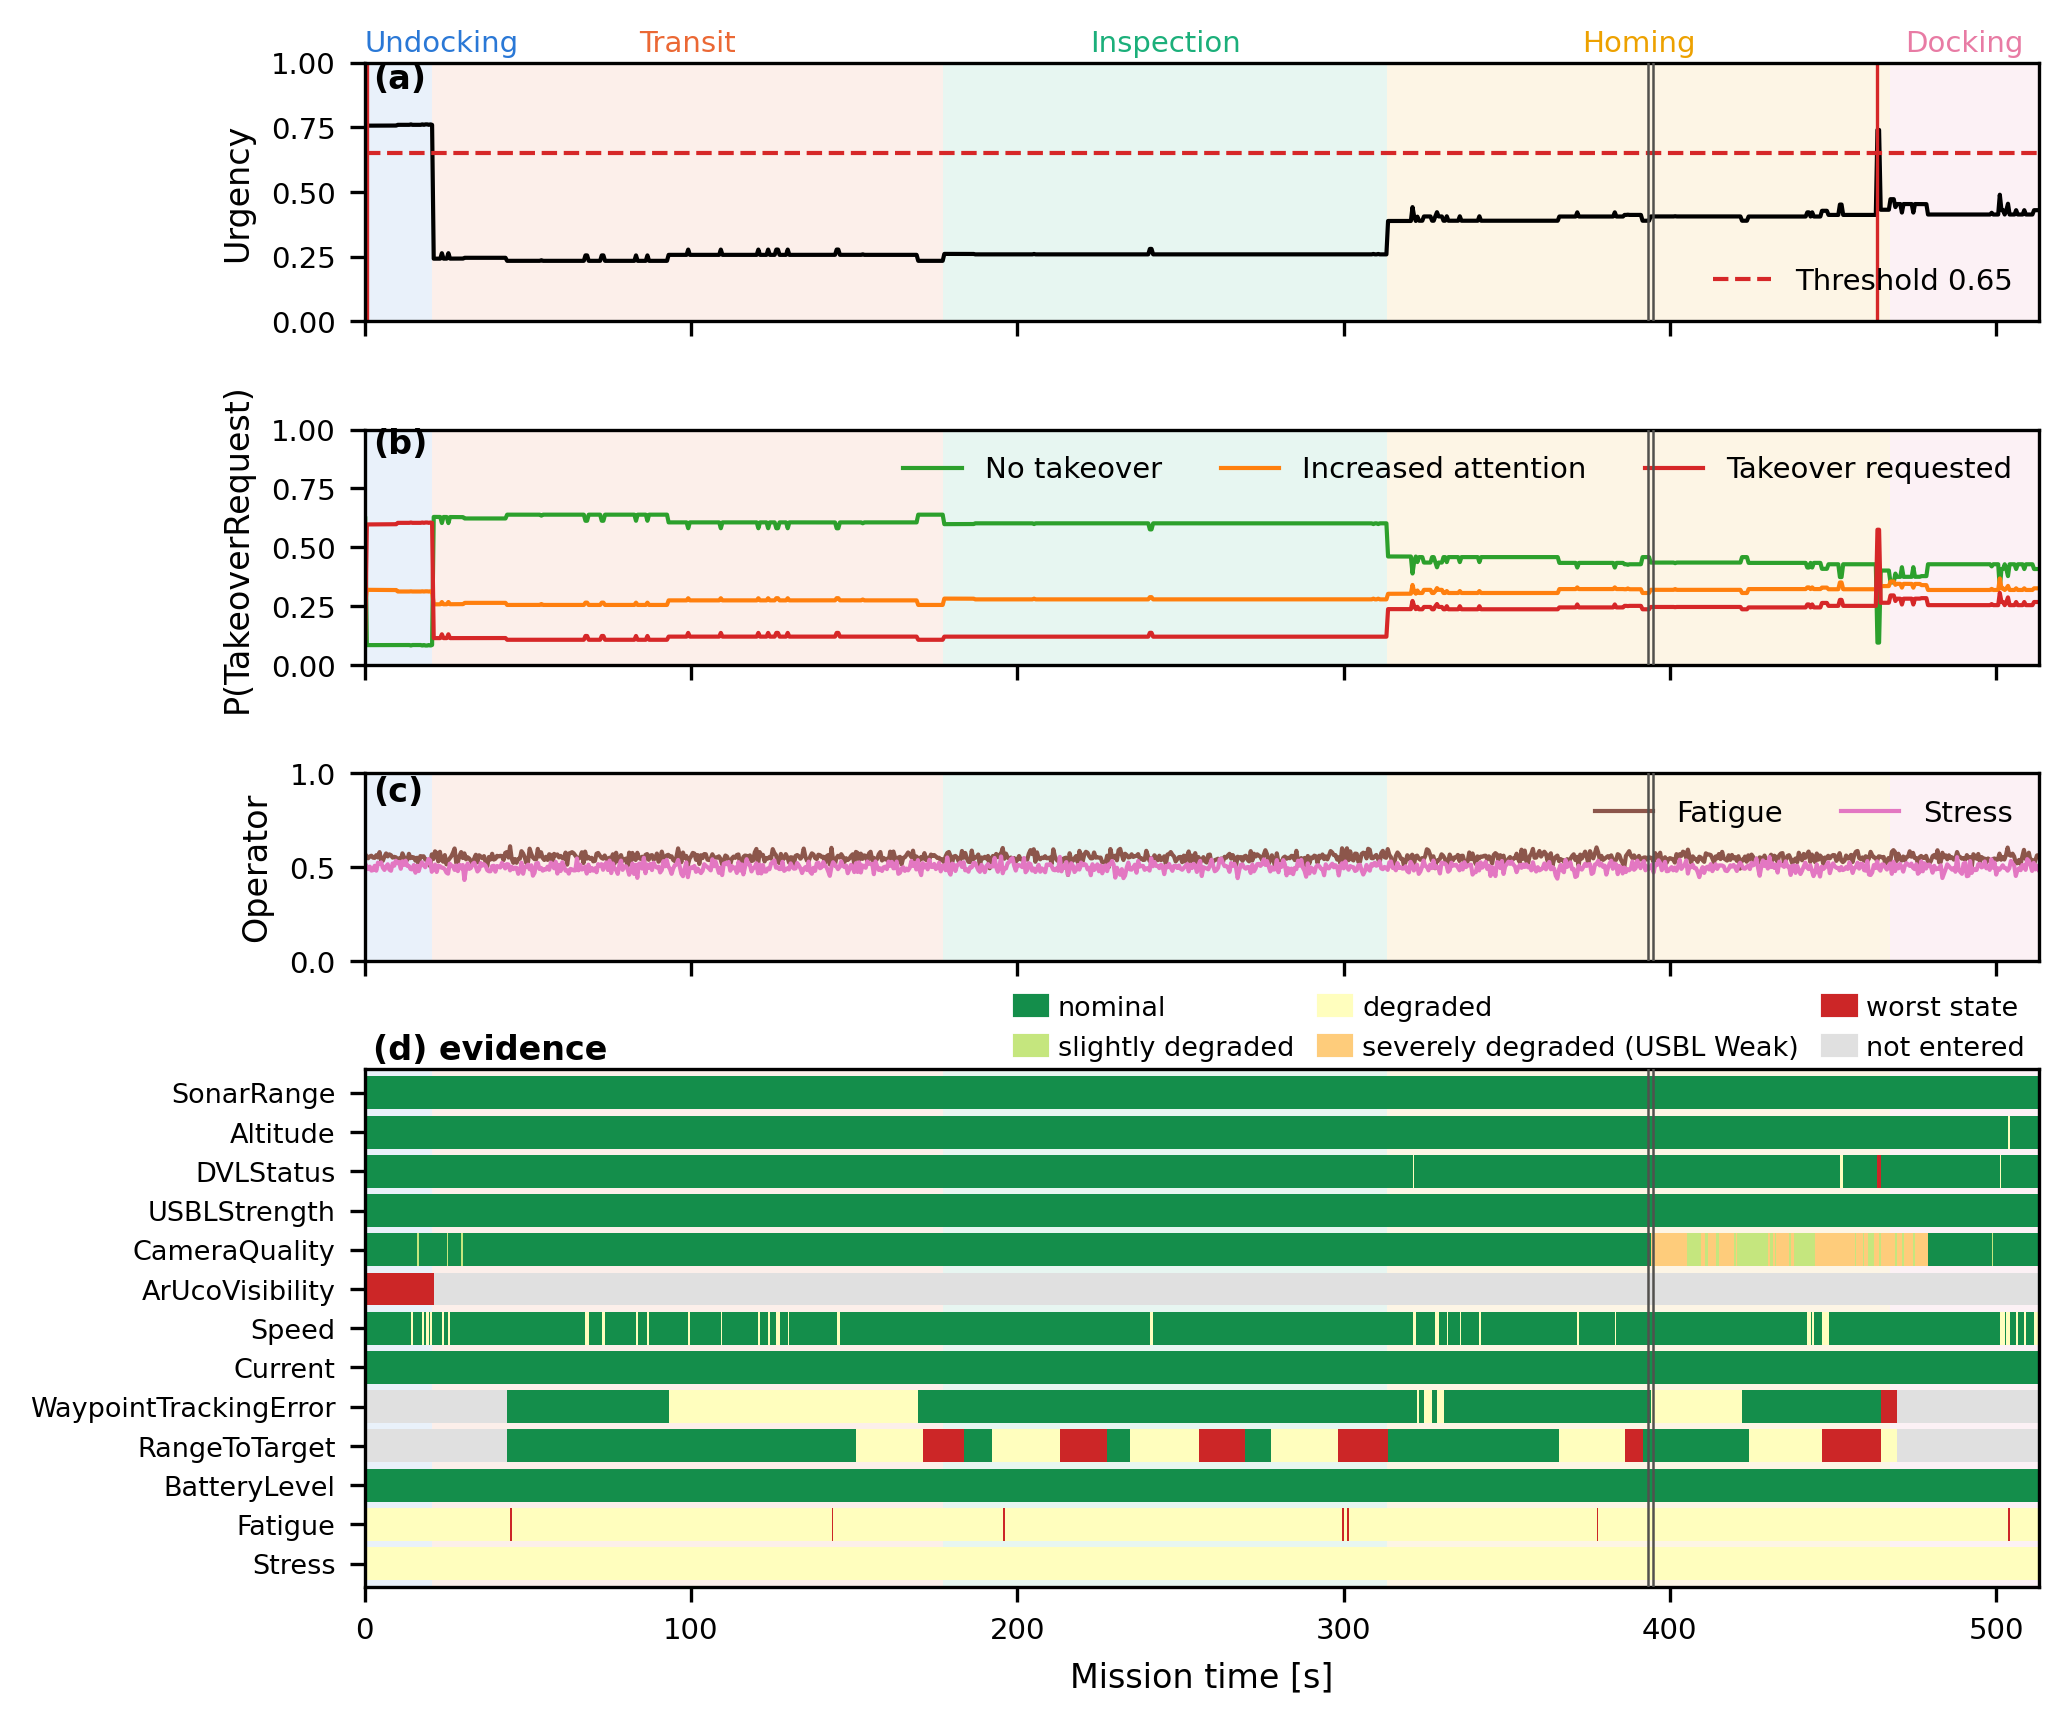 Undocking Transit Inspection Homing Docking
(a)
1.00
0.75
0.50
0.25
0.00
Urgency
Threshold 0.65
(b)
1.00
0.75
0.50
0.25
0.00
P(TakeoverRequest)
No takeover Increased attention Takeover requested
(c)
1.0
0.5
0.0
Operator
Fatigue Stress
nominal degraded worst state
slightly degraded severely degraded (USBL Weak) not entered
(d) evidence
SonarRange
Altitude
DVLStatus
USBLStrength
CameraQuality
ArUcoVisibility
Speed
Current
WaypointTrackingError
RangeToTarget
BatteryLevel
Fatigue
Stress
0 100 200 300 400 500
Mission time [s]